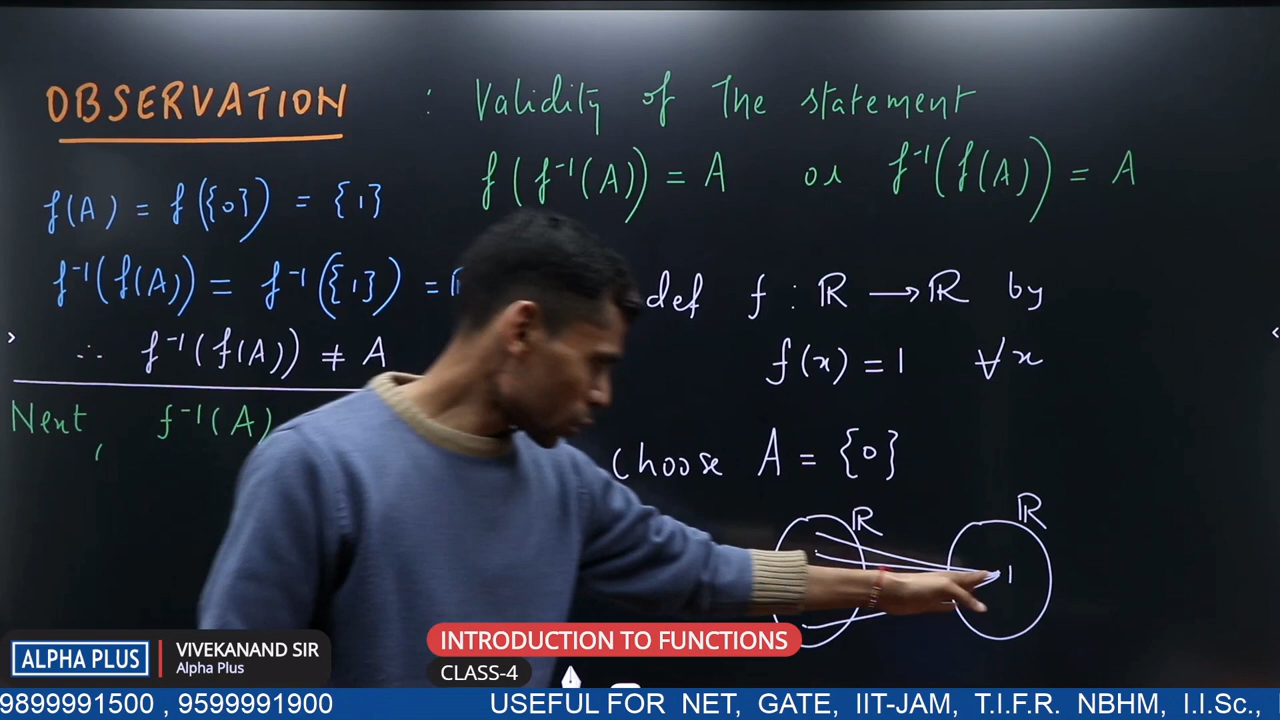 OBSERVATION : Validity of The statement
f(f⁻¹(A)) = A or f⁻¹(f(A)) = A
f(A) = f({0}) = {1}
f⁻¹(f(A)) = f⁻¹({1}) =
∴ f⁻¹(f(A)) ≠ A
Next, f⁻¹(A)
def f : ℝ → ℝ by
f(x) = 1 ∀x
Choose A = {0}
ℝ
ℝ
1
ALPHA PLUS
VIVEKANAND SIR
Alpha Plus
INTRODUCTION TO FUNCTIONS
CLASS-4
9899991500 , 9599991900 USEFUL FOR NET, GATE, IIT-JAM, T.I.F.R. NBHM, I.I.Sc.,